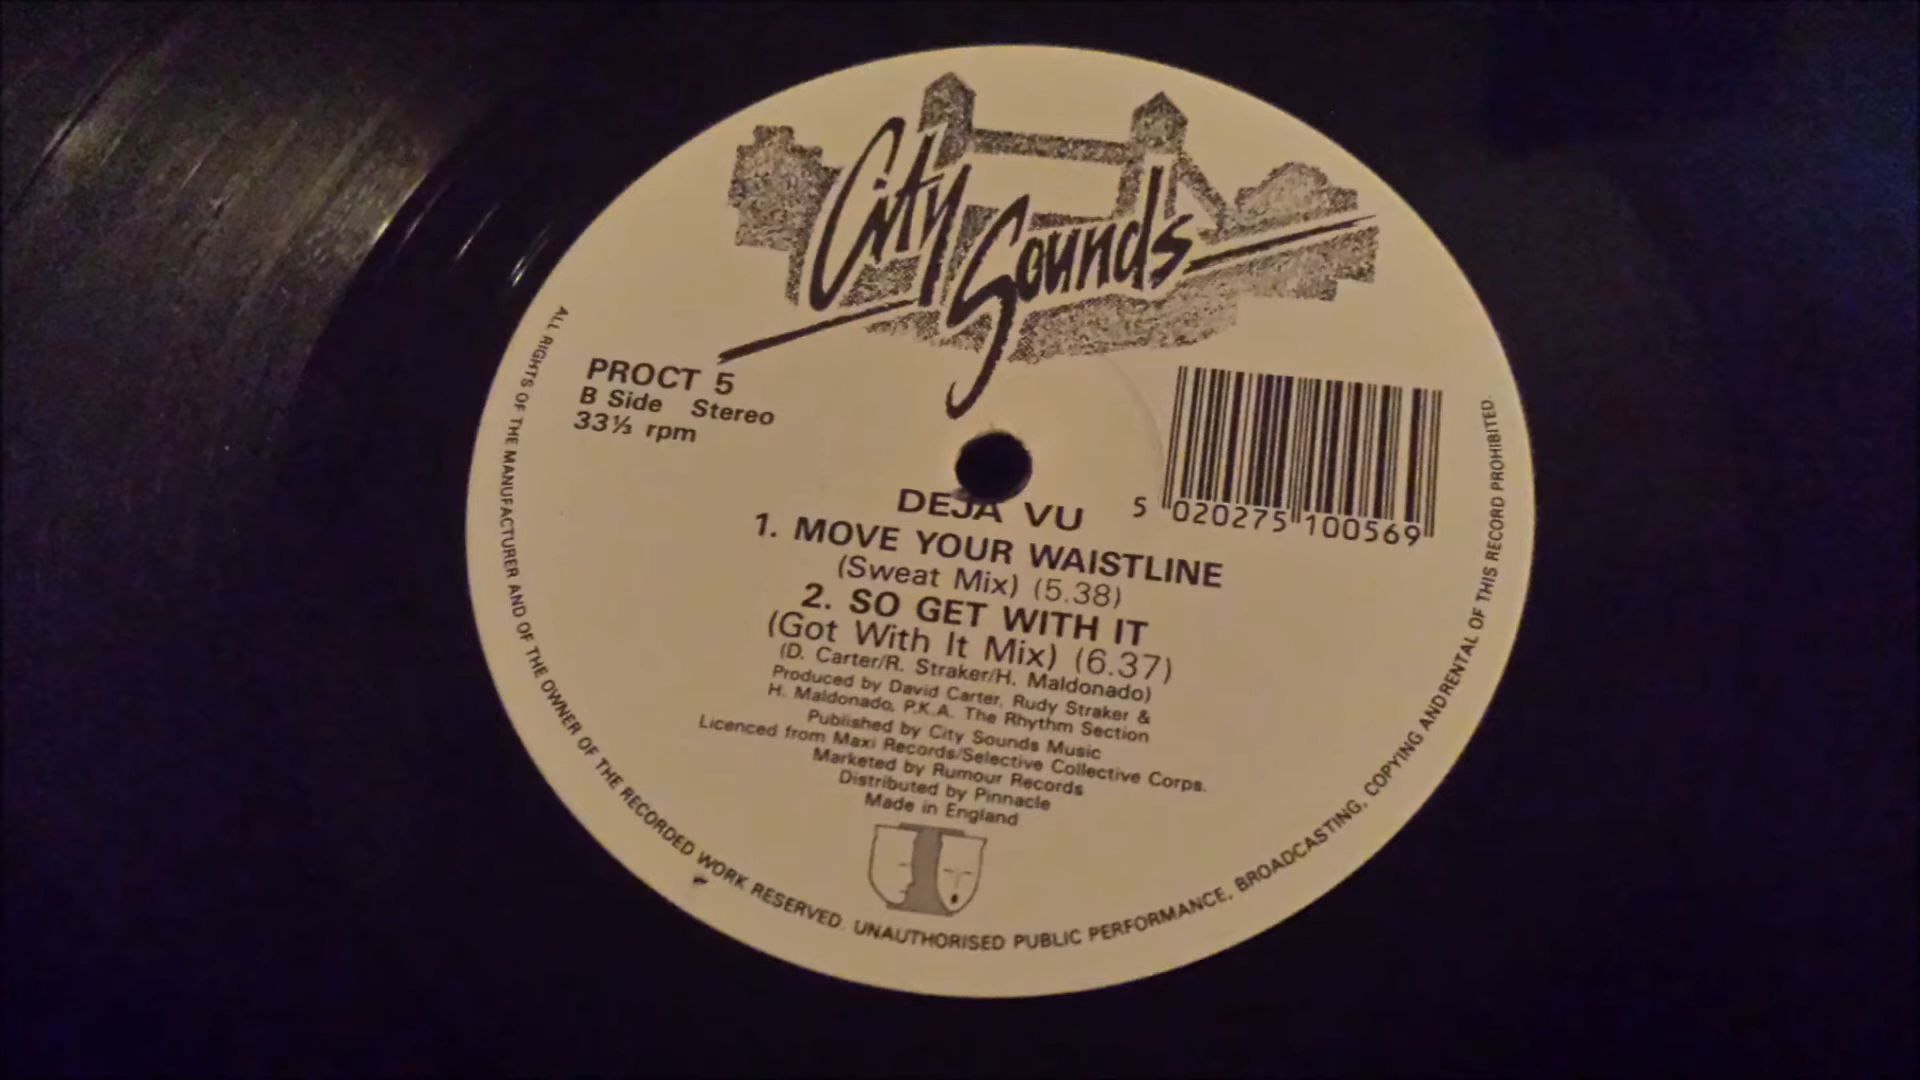 City Sounds
PROCT 5
B Side Stereo
33⅓ rpm
5 020275 100569
DEJA VU
1. MOVE YOUR WAISTLINE
(Sweat Mix) (5.38)
2. SO GET WITH IT
(Got With It Mix) (6.37)
(D. Carter/R. Straker/H. Maldonado)
Produced by David Carter, Rudy Straker &
H. Maldonado, P.K.A. The Rhythm Section
Published by City Sounds Music
Licenced from Maxi Records/Selective Collective Corps.
Marketed by Rumour Records
Distributed by Pinnacle
Made in England
ALL RIGHTS OF THE MANUFACTURER AND OF THE OWNER OF THE RECORDED WORK RESERVED. UNAUTHORISED PUBLIC PERFORMANCE, BROADCASTING, COPYING AND RENTAL OF THIS RECORD PROHIBITED.